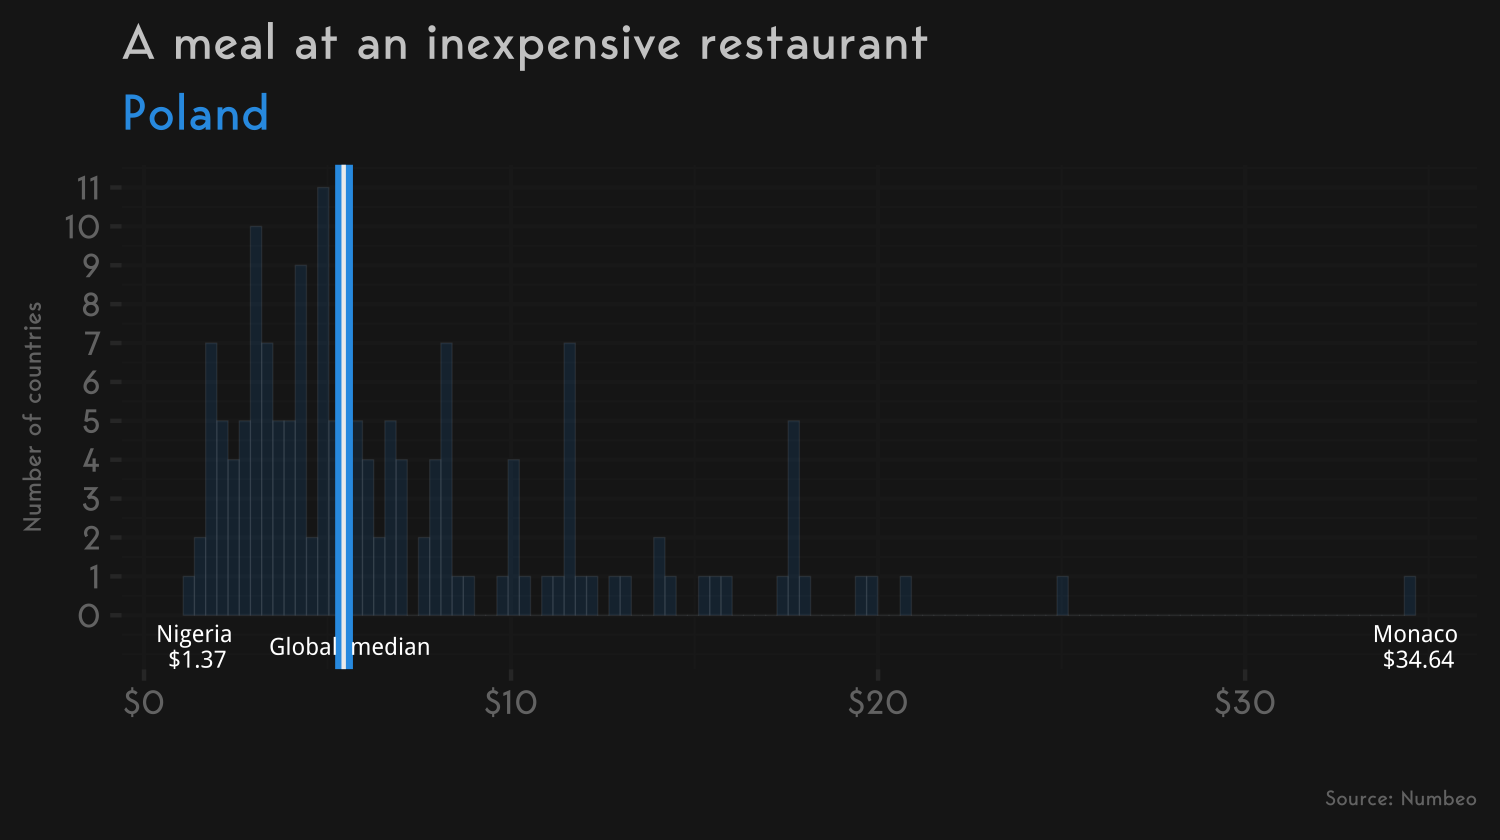 A meal at an inexpensive restaurant
Poland
Number of countries
11
10
9
8
7
6
5
4
3
2
1
0
Nigeria
$1.37
Global median
Monaco
$34.64
$0
$10
$20
$30
Source: Numbeo